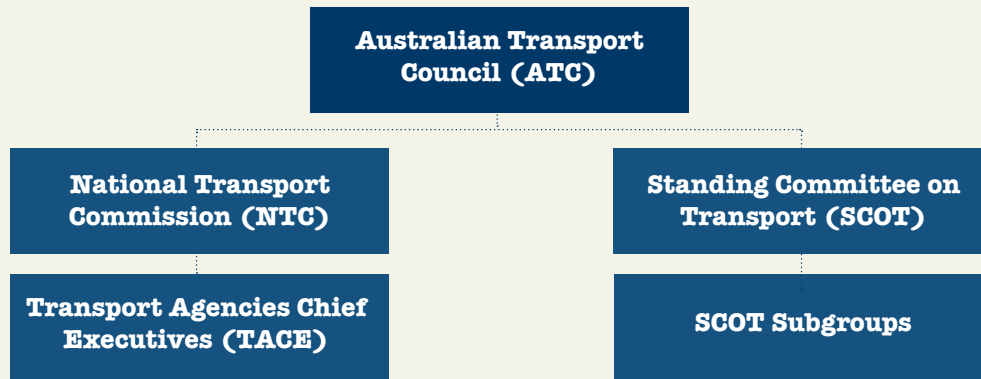 Australian Transport
Council (ATC)
National Transport
Commission (NTC)
Standing Committee on
Transport (SCOT)
Transport Agencies Chief
Executives (TACE)
SCOT Subgroups